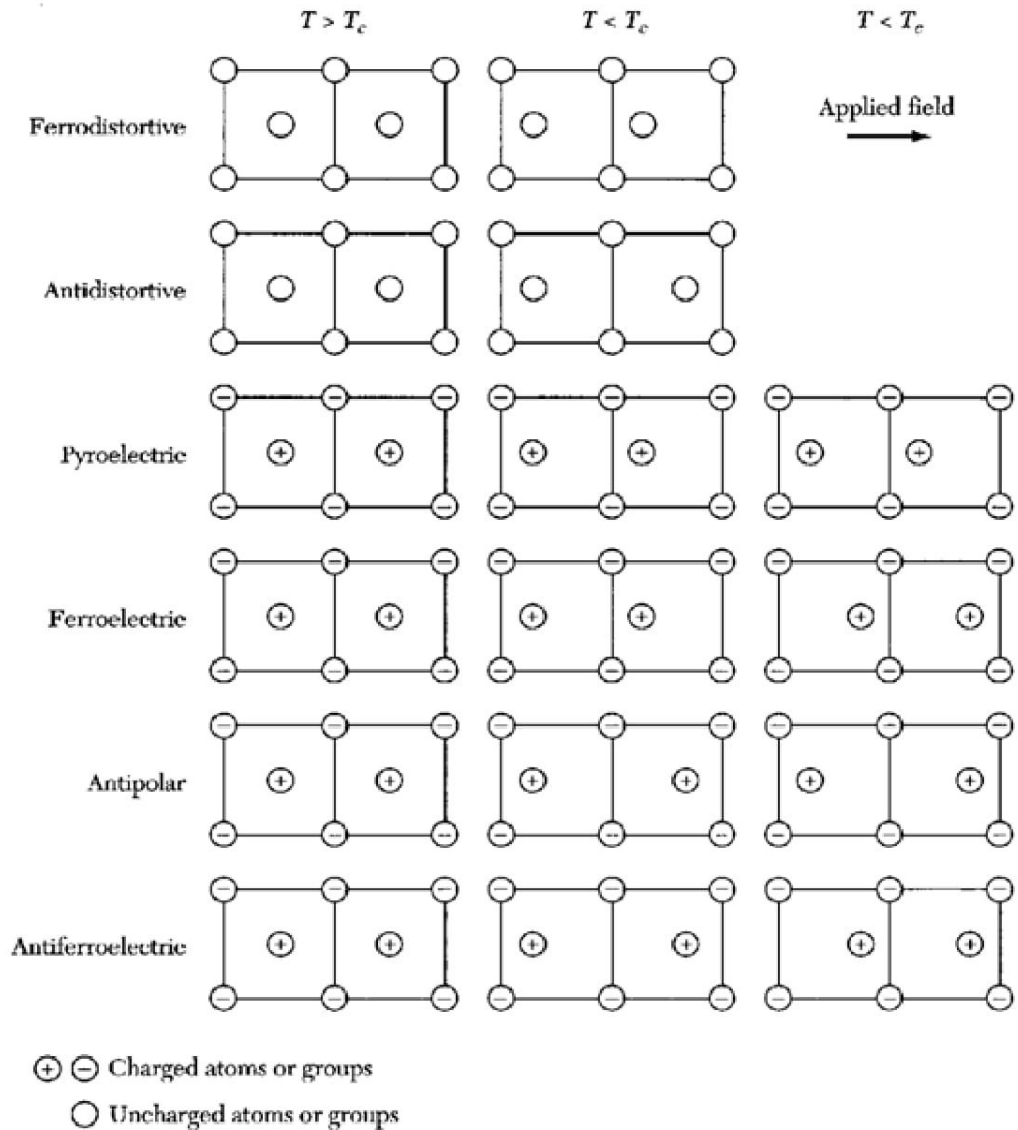 T > Tc T < Tc T < Tc
Ferrodistortive
Applied field
Antidistortive
Pyroelectric
Ferroelectric
Antipolar
Antiferroelectric
⊕ ⊖ Charged atoms or groups
○ Uncharged atoms or groups